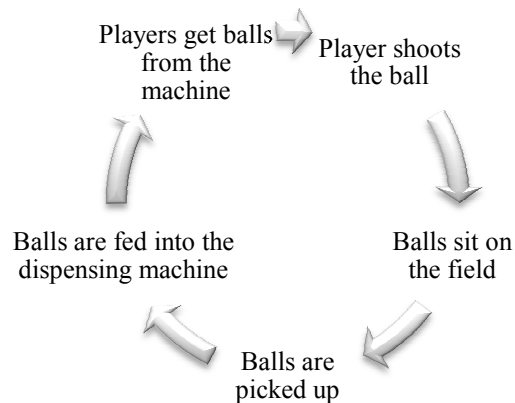 Players get balls
from the
machine
Player shoots
the ball
Balls sit on
the field
Balls are
picked up
Balls are fed into the
dispensing machine